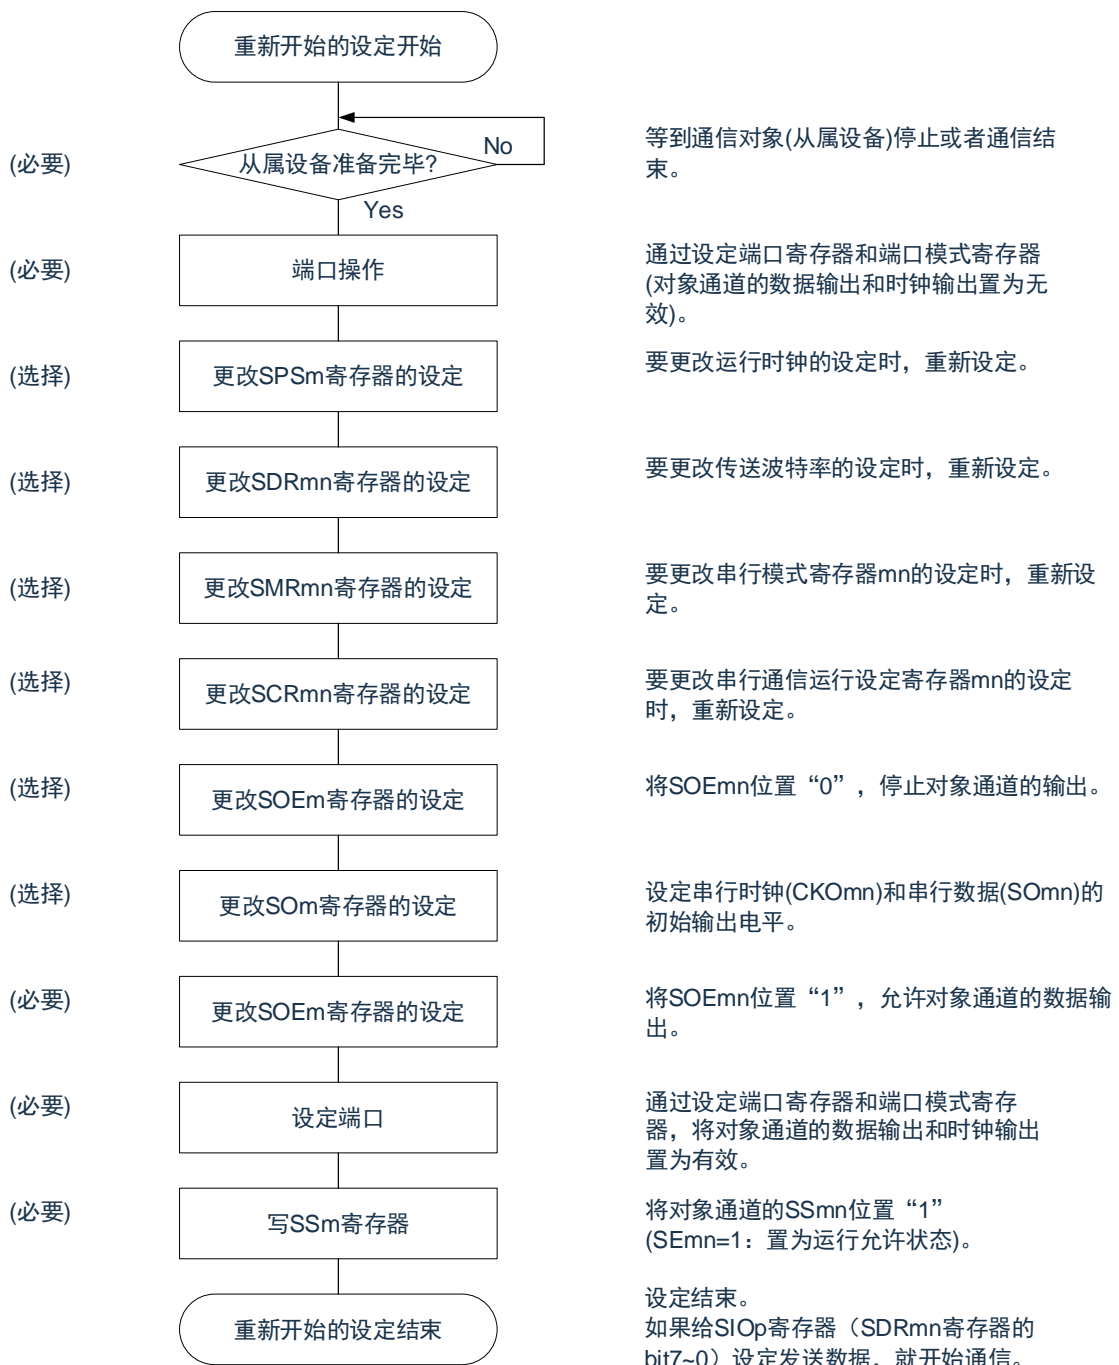 重新开始的设定开始
(必要)
从属设备准备完毕?
No
Yes
等到通信对象(从属设备)停止或者通信结
束。
(必要)
端口操作
通过设定端口寄存器和端口模式寄存器
(对象通道的数据输出和时钟输出置为无
效)。
(选择)
更改SPSm寄存器的设定
要更改运行时钟的设定时，重新设定。
(选择)
更改SDRmn寄存器的设定
要更改传送波特率的设定时，重新设定。
(选择)
更改SMRmn寄存器的设定
要更改串行模式寄存器mn的设定时，重新设
定。
(选择)
更改SCRmn寄存器的设定
要更改串行通信运行设定寄存器mn的设定
时，重新设定。
(选择)
更改SOEm寄存器的设定
将SOEmn位置“0”，停止对象通道的输出。
(选择)
更改SOm寄存器的设定
设定串行时钟(CKOmn)和串行数据(SOmn)的
初始输出电平。
(必要)
更改SOEm寄存器的设定
将SOEmn位置“1”，允许对象通道的数据输
出。
(必要)
设定端口
通过设定端口寄存器和端口模式寄存
器，将对象通道的数据输出和时钟输出
置为有效。
(必要)
写SSm寄存器
将对象通道的SSmn位置“1”
(SEmn=1：置为运行允许状态)。
重新开始的设定结束
设定结束。
如果给SIOp寄存器（SDRmn寄存器的
bit7~0）设定发送数据，就开始通信。